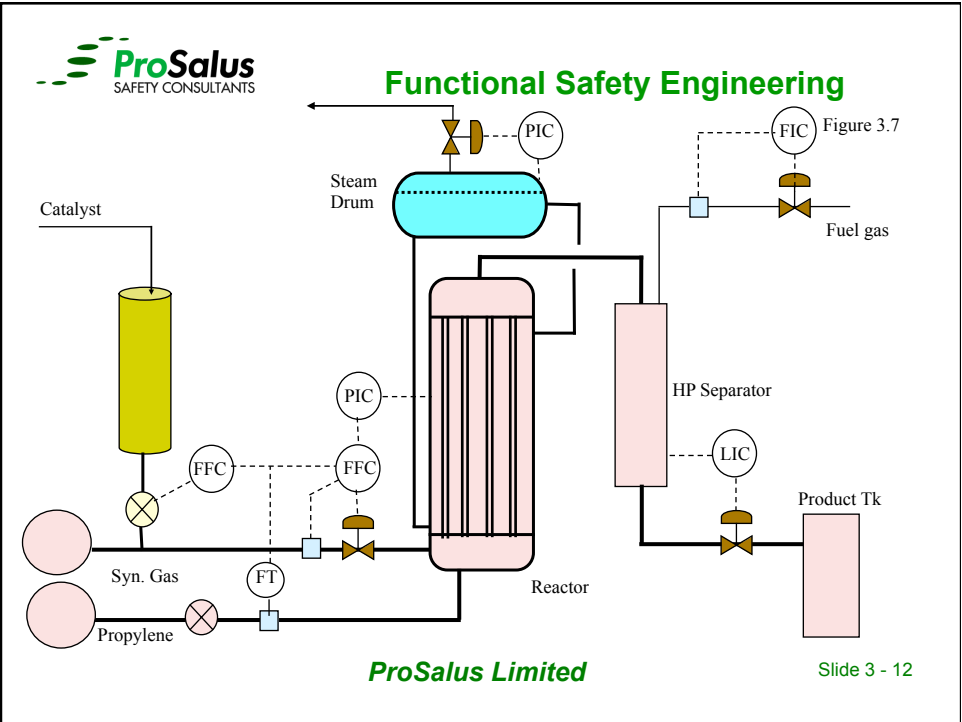 ProSalus
SAFETY CONSULTANTS
Functional Safety Engineering
PIC
FIC
Figure 3.7
Steam
Drum
Catalyst
Fuel gas
PIC
HP Separator
FFC
FFC
LIC
Product Tk
Syn. Gas
FT
Reactor
Propylene
ProSalus Limited
Slide 3 - 12